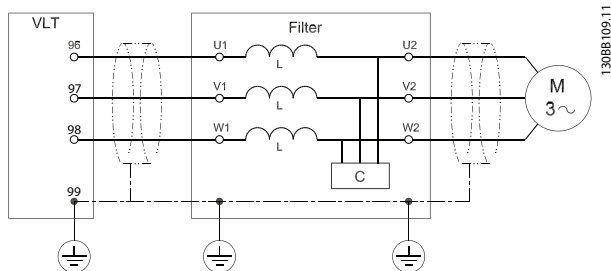 VLT
Filter
130BB109.11
96
U1
L
U2
97
V1
L
V2
M
3~
98
W1
L
W2
C
99